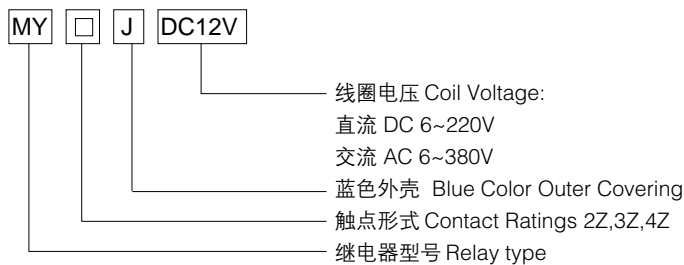 MY □ J DC12V
线圈电压 Coil Voltage:
直流 DC 6~220V
交流 AC 6~380V
蓝色外壳 Blue Color Outer Covering
触点形式 Contact Ratings 2Z,3Z,4Z
继电器型号 Relay type